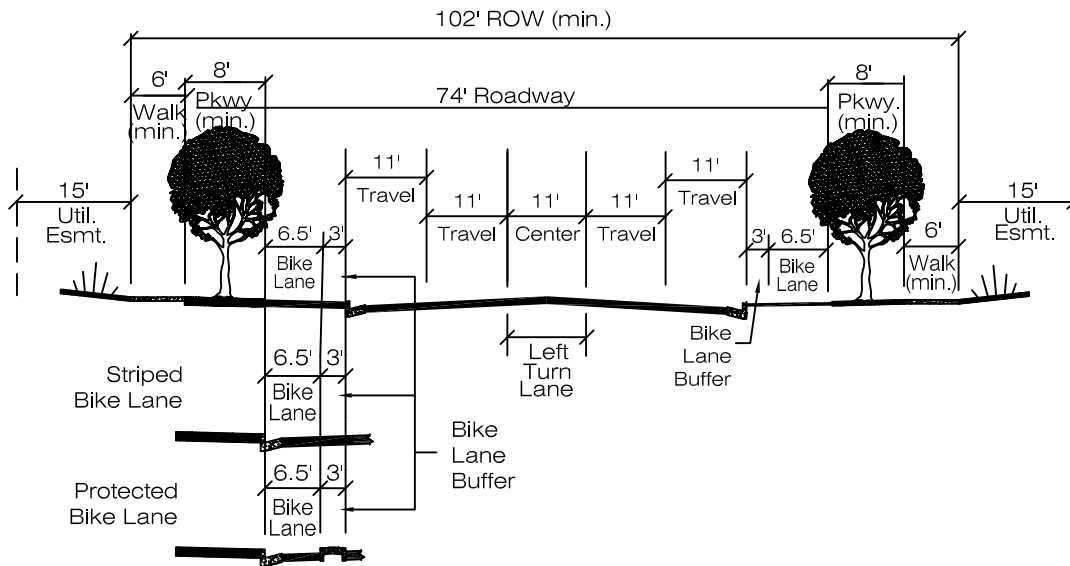 102' ROW (min.)
6'
8'
8'
Walk
(min.)
Pkwy
(min.)
74' Roadway
Pkwy.
(min.)
15'
Util.
Esmt.
11'
Travel
11'
Travel
11'
Center
11'
Travel
11'
Travel
15'
Util.
Esmt.
6.5'
3'
Bike
Lane
3'
6.5'
Bike
Lane
6'
Walk
(min.)
Left
Turn
Lane
Bike
Lane
Buffer
Striped
Bike Lane
6.5'
3'
Bike
Lane
Bike
Lane
Buffer
Protected
Bike Lane
6.5'
3'
Bike
Lane